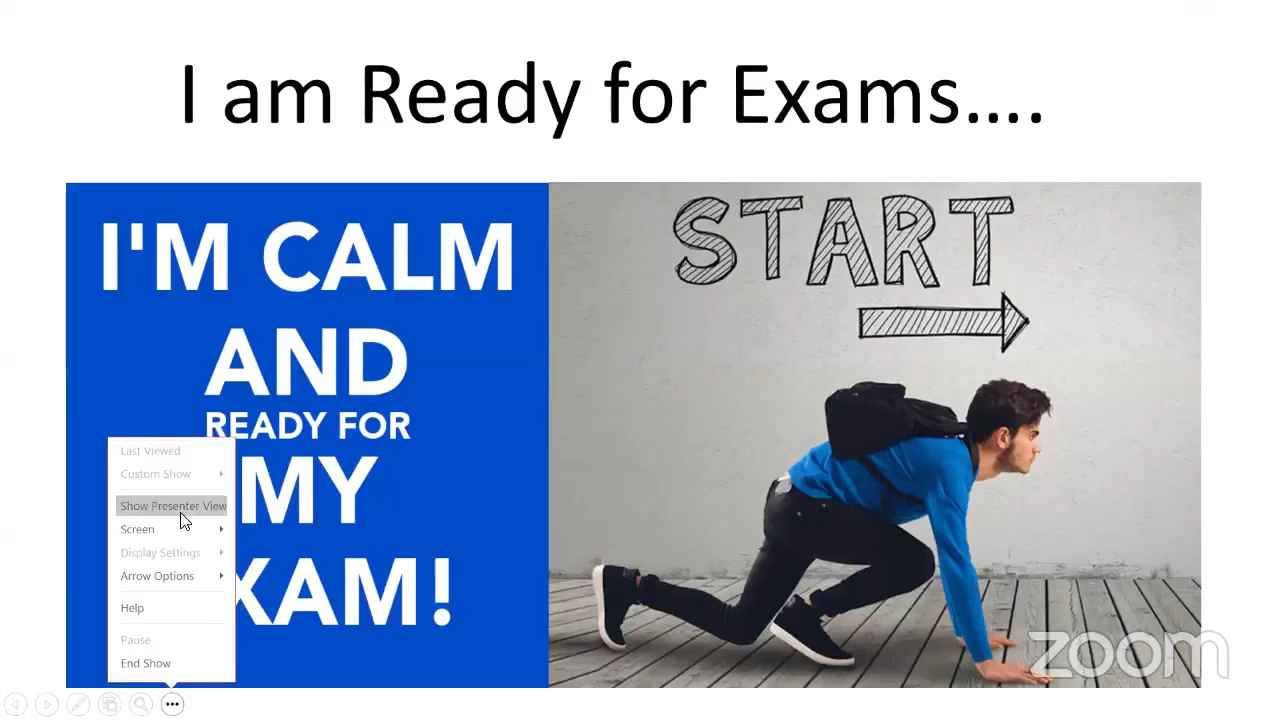 I am Ready for Exams....
I'M CALM
AND
READY FOR
MY
XAM!
START
Last Viewed
Custom Show
Show Presenter View
Screen
Display Settings
Arrow Options
Help
Pause
End Show
zoom